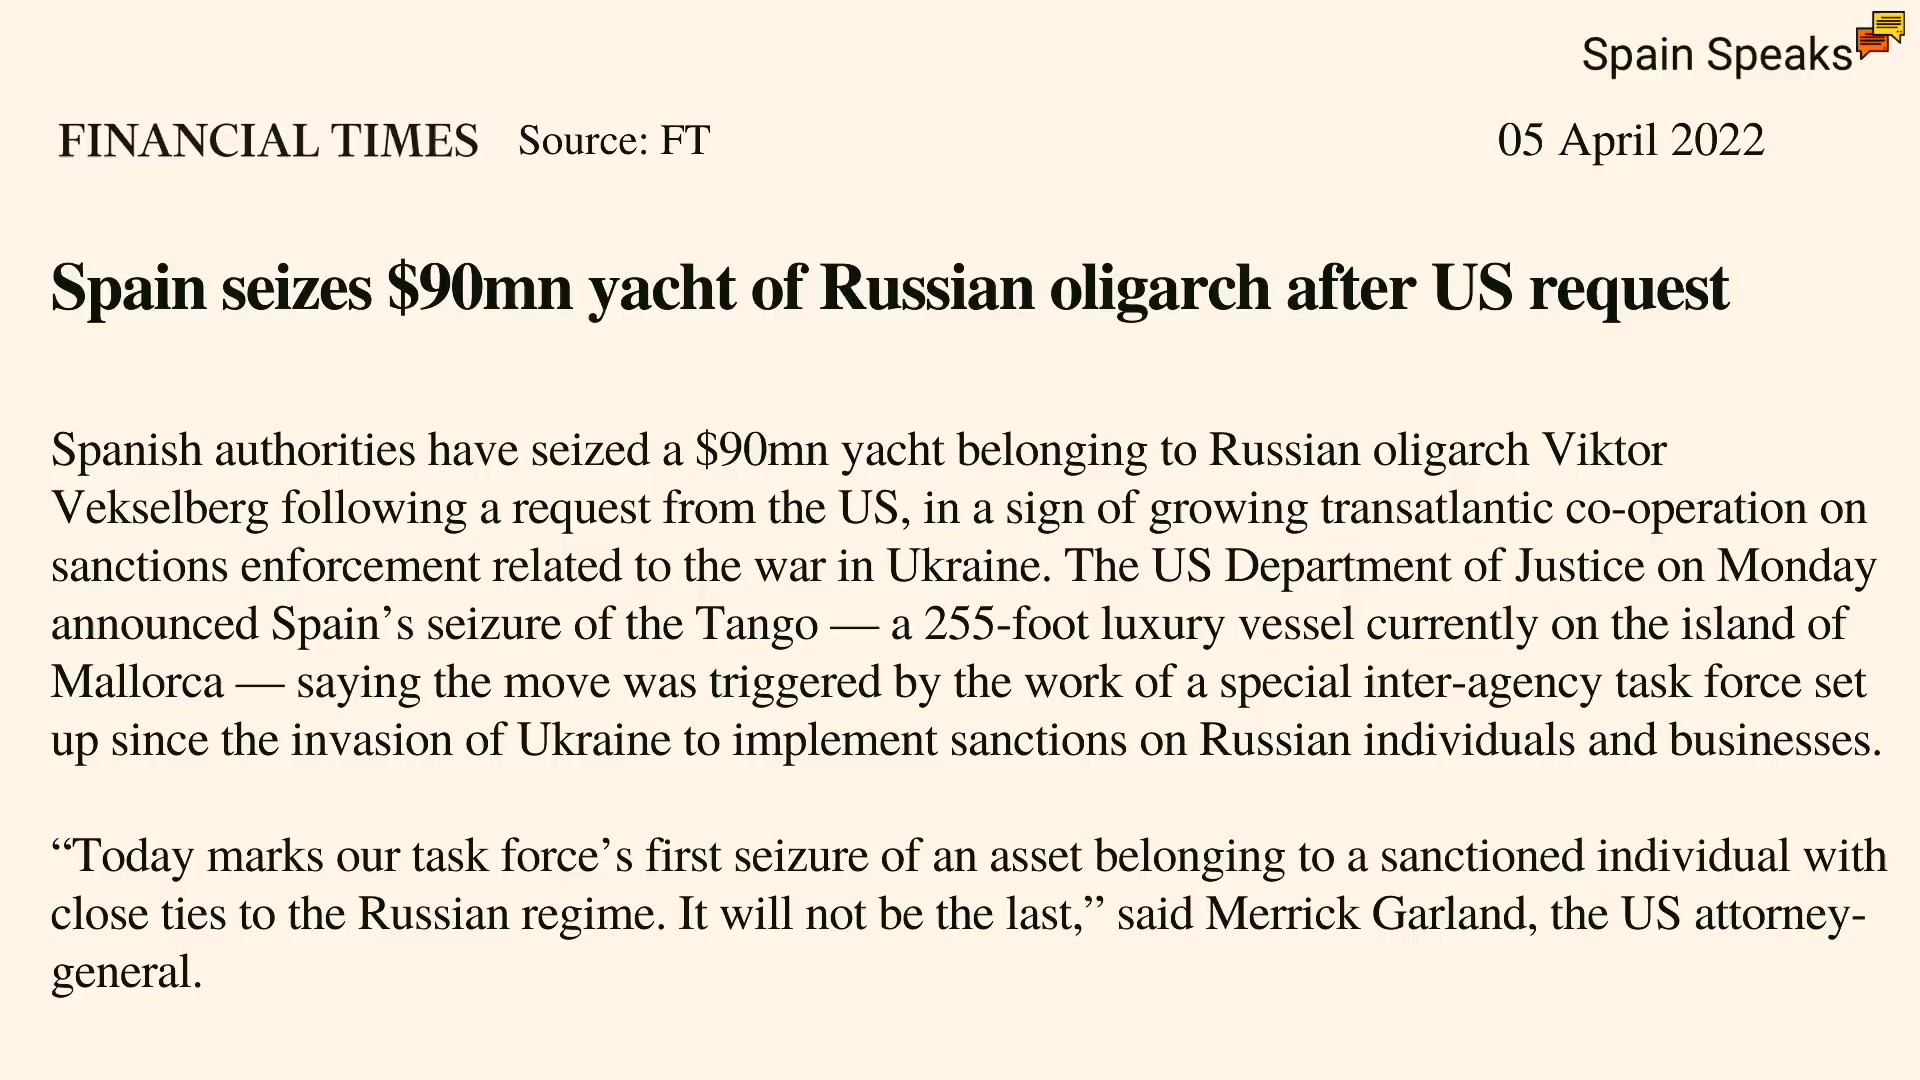 Spain Speaks
FINANCIAL TIMES Source: FT 05 April 2022
Spain seizes $90mn yacht of Russian oligarch after US request
Spanish authorities have seized a $90mn yacht belonging to Russian oligarch Viktor
Vekselberg following a request from the US, in a sign of growing transatlantic co-operation on
sanctions enforcement related to the war in Ukraine. The US Department of Justice on Monday
announced Spain’s seizure of the Tango — a 255-foot luxury vessel currently on the island of
Mallorca — saying the move was triggered by the work of a special inter-agency task force set
up since the invasion of Ukraine to implement sanctions on Russian individuals and businesses.
“Today marks our task force’s first seizure of an asset belonging to a sanctioned individual with
close ties to the Russian regime. It will not be the last,” said Merrick Garland, the US attorney-
general.